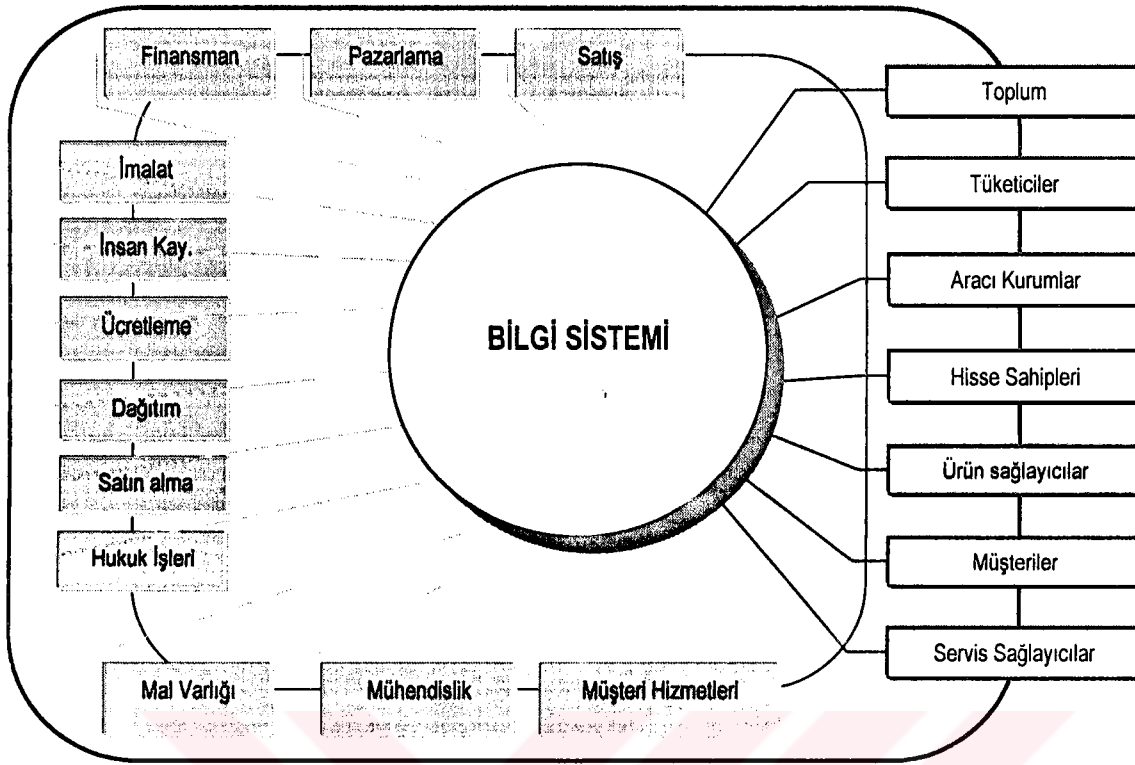 Finansman
Pazarlama
Satış
Toplum
İmalat
Tüketiciler
İnsan Kay.
Aracı Kurumlar
Ücretleme
BİLGİ SİSTEMİ
Hisse Sahipleri
Dağıtım
Ürün sağlayıcılar
Satın alma
Hukuk İşleri
Müşteriler
Servis Sağlayıcılar
Mal Varlığı
Mühendislik
Müşteri Hizmetleri